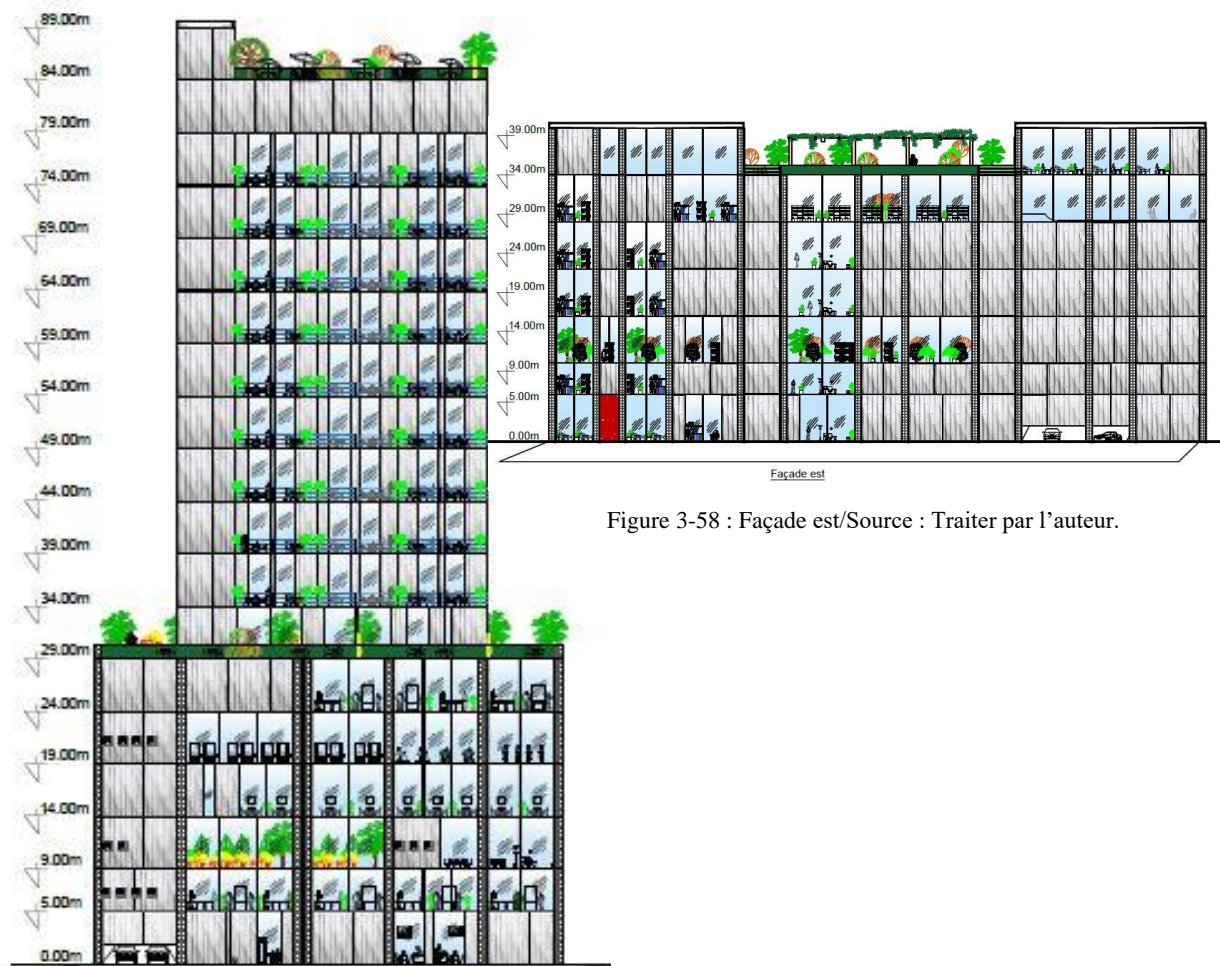 89.00m
84.00m
79.00m
74.00m
69.00m
64.00m
59.00m
54.00m
49.00m
44.00m
39.00m
34.00m
29.00m
24.00m
19.00m
14.00m
9.00m
5.00m
0.00m
39.00m
34.00m
29.00m
24.00m
19.00m
14.00m
9.00m
5.00m
0.00m
Façade est
Figure 3-58 : Façade est/Source : Traiter par l’auteur.